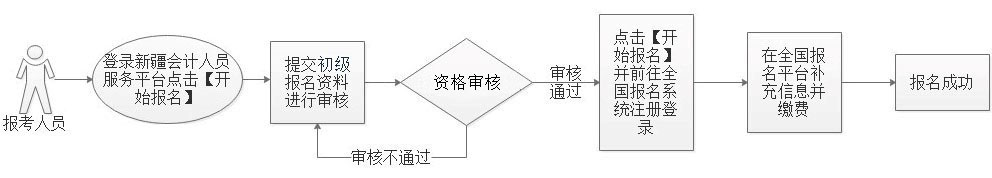 报考人员
登录新疆会计人员
服务平台点击【开
始报名】
提交初级
报名资料
进行审核
资格审核
审核不通过
审核
通过
点击【开
始报名】
并前往全
国报名系
统注册登
录
在全国报
名平台补
充信息并
缴费
报名成功